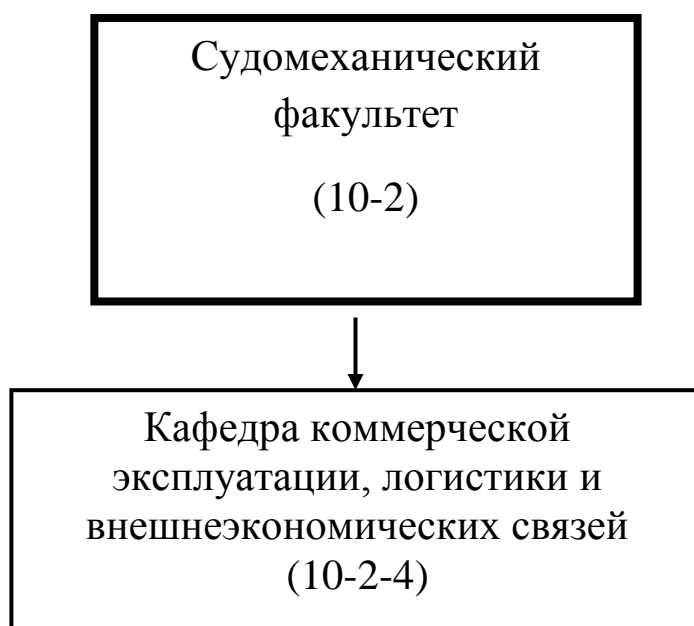 Судомеханический
факультет
(10-2)
Кафедра коммерческой
эксплуатации, логистики и
внешнеэкономических связей
(10-2-4)